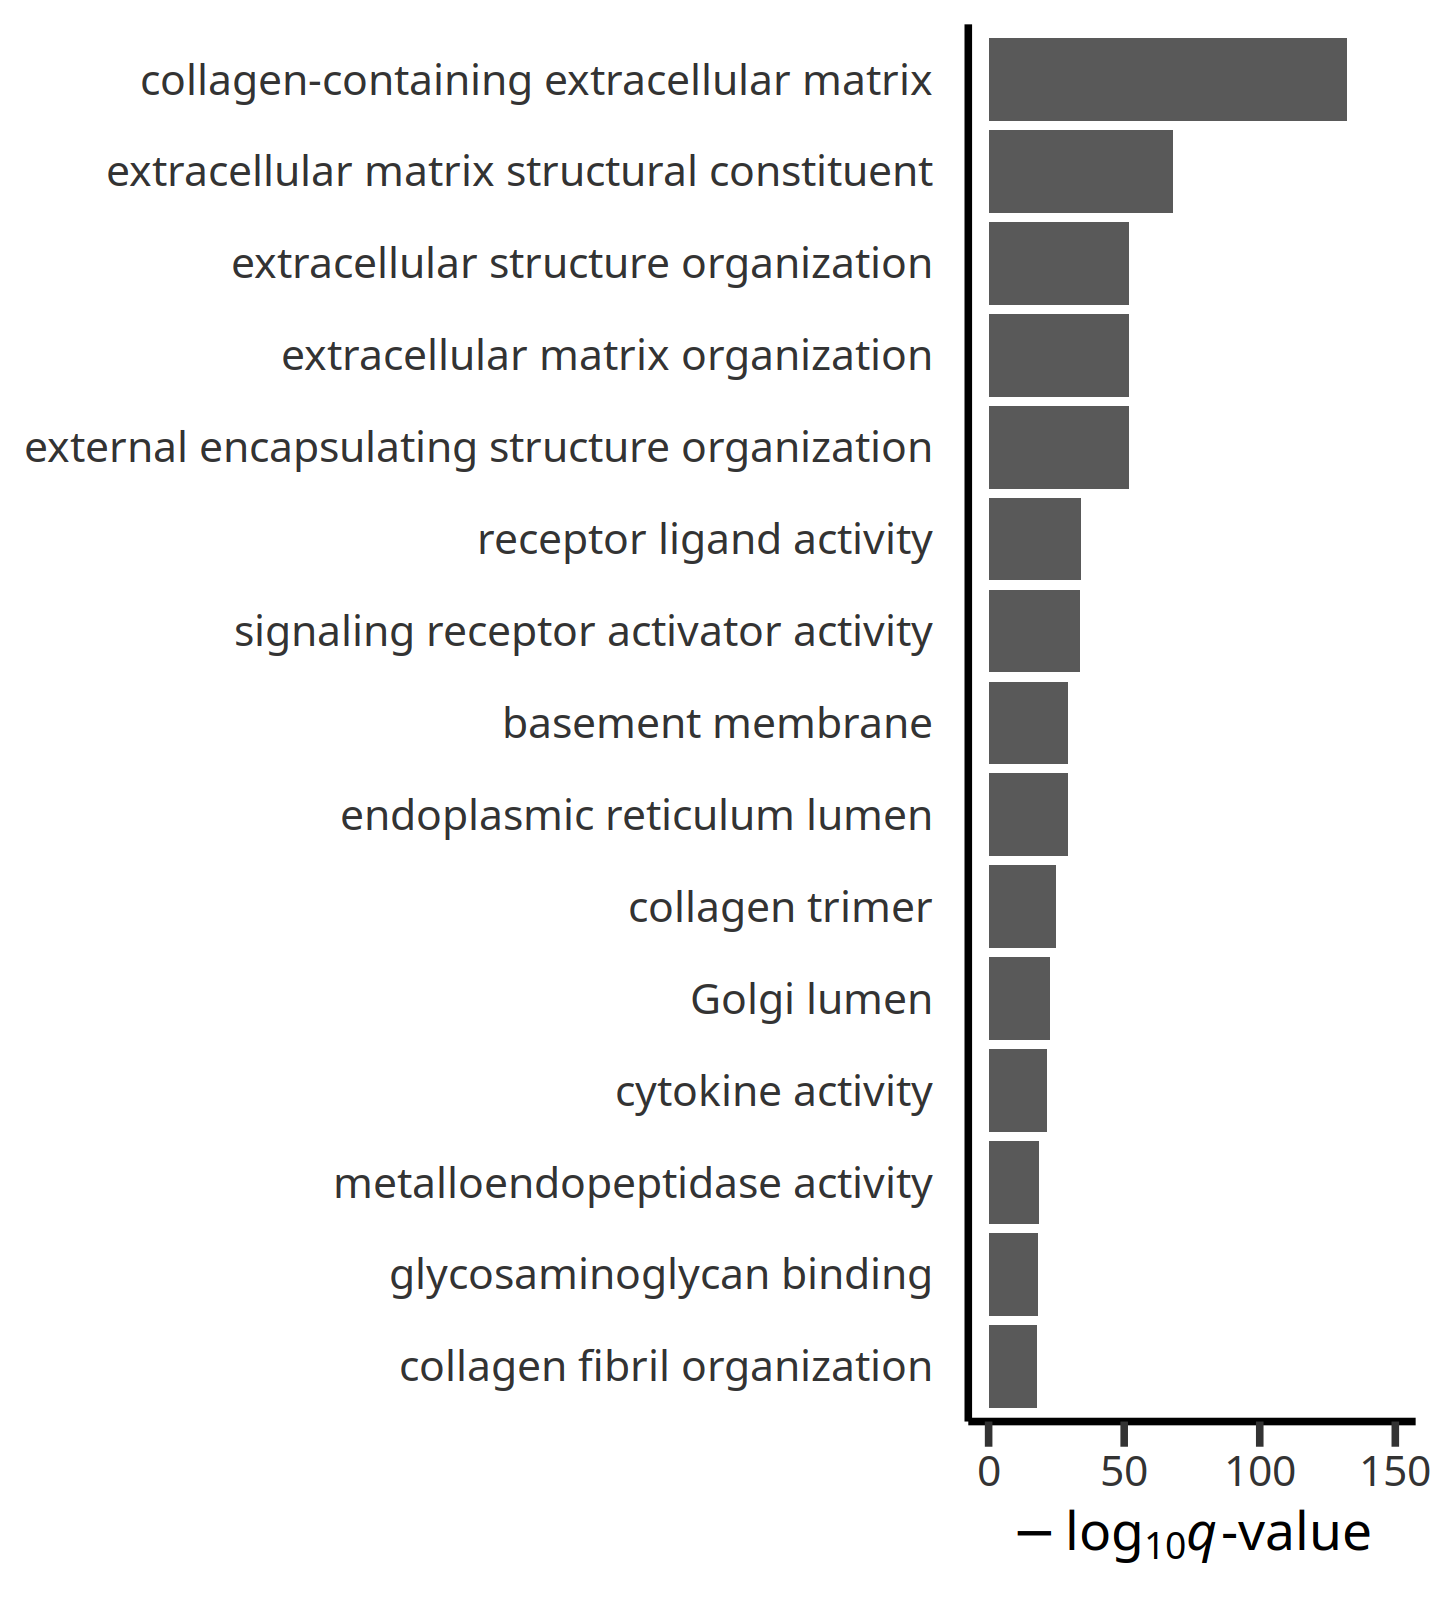 collagen-containing extracellular matrix
extracellular matrix structural constituent
extracellular structure organization
extracellular matrix organization
external encapsulating structure organization
receptor ligand activity
signaling receptor activator activity
basement membrane
endoplasmic reticulum lumen
collagen trimer
Golgi lumen
cytokine activity
metalloendopeptidase activity
glycosaminoglycan binding
collagen fibril organization
0 50 100 150
− log₁₀q-value